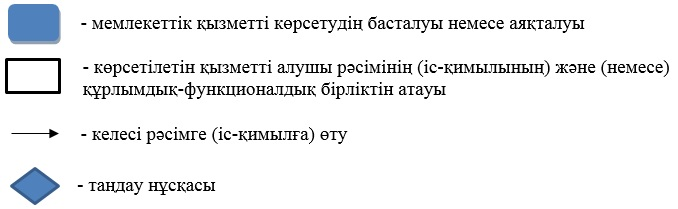 - мемлекеттік қызметті көрсетудің басталуы немесе аяқталуы
- көрсетілетін қызметті алушы рәсімінің (іс-қимылының) және (немесе)
құрлымдық-функционалдық бірліктін атауы
- келесі рәсімге (іс-қимылға) өту
- таңдау нұсқасы